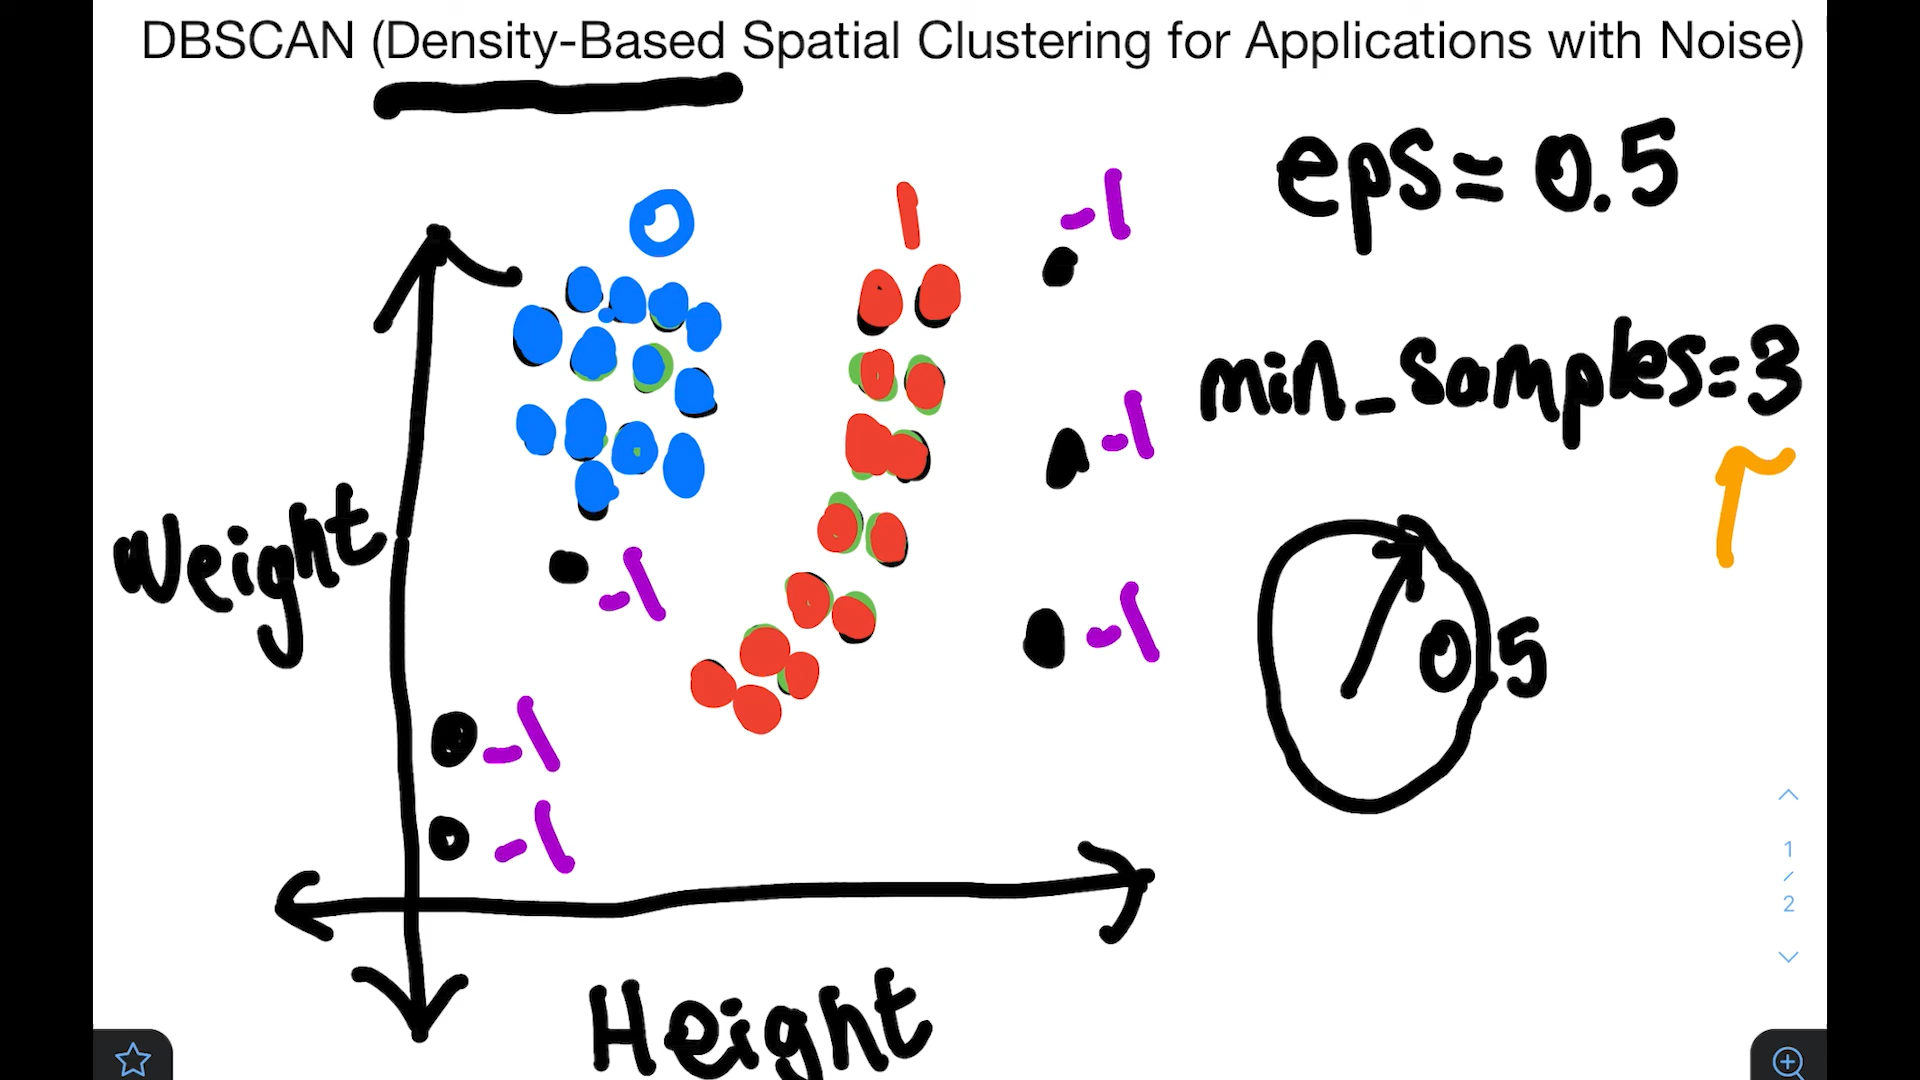 DBSCAN (Density-Based Spatial Clustering for Applications with Noise)
eps= 0.5
0
1
-1
min_samples=3
-1
Weight
-1
-1
0.5
-1
-1
Height
1
/
2